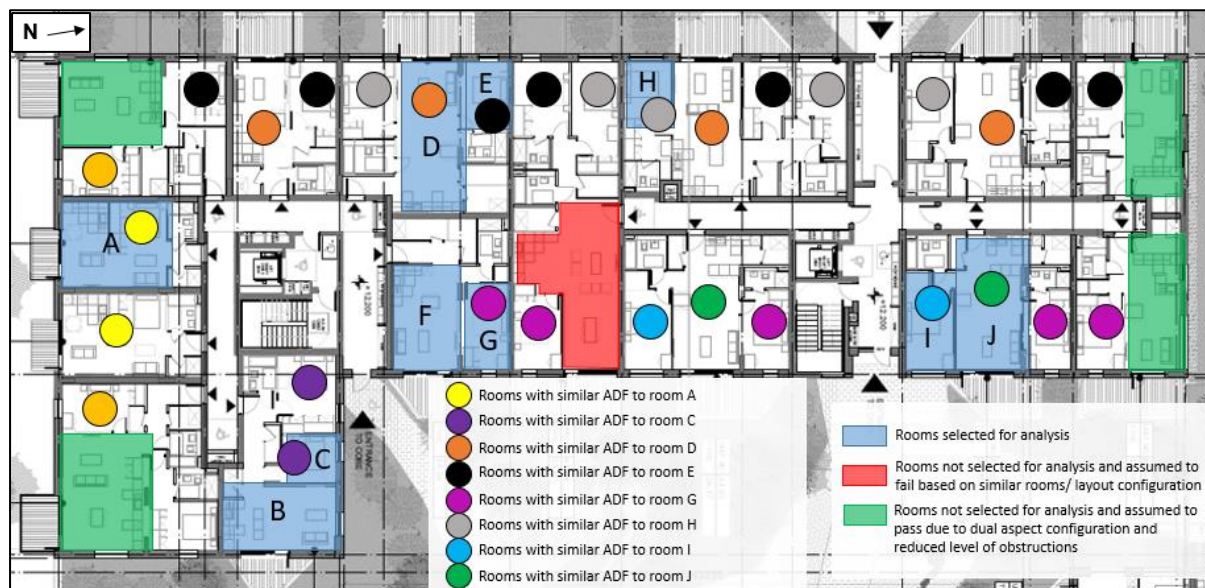 N
E
H
D
A
F
G
I
J
C
B
+12,200
+12,200
ENTRANCE
TO CORE
Rooms with similar ADF to room A
Rooms with similar ADF to room C
Rooms with similar ADF to room D
Rooms with similar ADF to room E
Rooms with similar ADF to room G
Rooms with similar ADF to room H
Rooms with similar ADF to room I
Rooms with similar ADF to room J
Rooms selected for analysis
Rooms not selected for analysis and assumed to
fail based on similar rooms/ layout configuration
Rooms not selected for analysis and assumed to
pass due to dual aspect configuration and
reduced level of obstructions